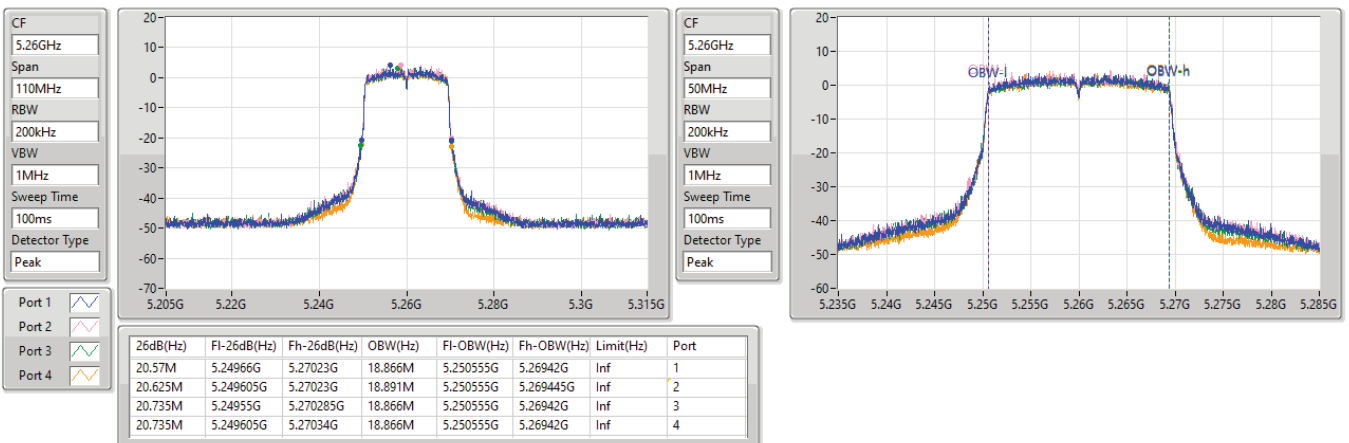 CF
5.26GHz
Span
110MHz
RBW
200kHz
VBW
1MHz
Sweep Time
100ms
Detector Type
Peak
20
10
0
-10
-20
-30
-40
-50
-60
-70
5.205G 5.22G 5.24G 5.26G 5.28G 5.3G 5.315G
CF
5.26GHz
Span
50MHz
RBW
200kHz
VBW
1MHz
Sweep Time
100ms
Detector Type
Peak
20
10
0
-10
-20
-30
-40
-50
-60
OBW-l OBW-h
5.235G 5.24G 5.245G 5.25G 5.255G 5.26G 5.265G 5.27G 5.275G 5.28G 5.285G
Port 1
Port 2
Port 3
Port 4
26dB(Hz) Fl-26dB(Hz) Fh-26dB(Hz) OBW(Hz) Fl-OBW(Hz) Fh-OBW(Hz) Limit(Hz) Port
20.57M 5.24966G 5.27023G 18.866M 5.250555G 5.26942G Inf 1
20.625M 5.249605G 5.27023G 18.891M 5.250555G 5.269445G Inf 2
20.735M 5.24955G 5.270285G 18.866M 5.250555G 5.26942G Inf 3
20.735M 5.249605G 5.27034G 18.866M 5.250555G 5.26942G Inf 4